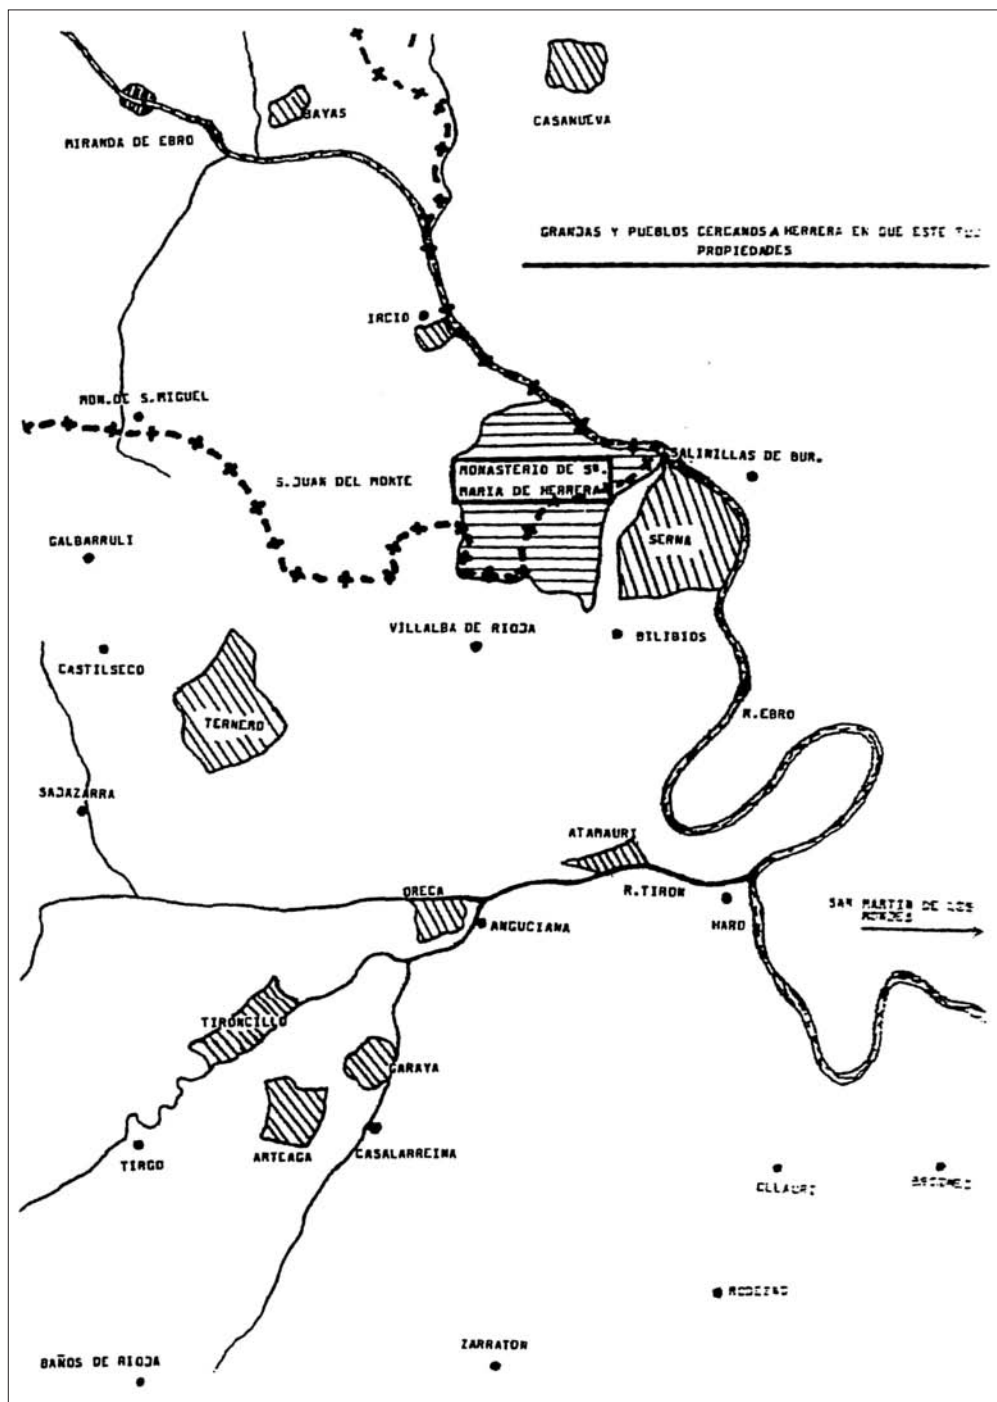 BAYAS
CASANUEVA
MIRANDA DE EBRO
GRANJAS Y PUEBLOS CERCANOS A HERRERA EN QUE ESTE
PROPIEDADES
IRCIO
MON. DE S. MIGUEL
SALINILLAS DE BUR.
MONASTERIO DE Sª.
MARIA DE HERRERA
S. JUAN DEL MONTE
GALBARRULI
SERNA
VILLALBA DE RIOJA
BILIBIOS
CASTILSECO
TERNERO
R. EBRO
SAJAZARRA
ATAMAURI
ORECA
R. TIRON
SAN MARTIN DE LOS
MONJES
ANGUCIANA
HARO
TIRONCILLO
GARAYA
ARTEAGA
CASALARREINA
TIRGO
OLLAURI
RODEZNO
ZARRATON
BAÑOS DE RIOJA